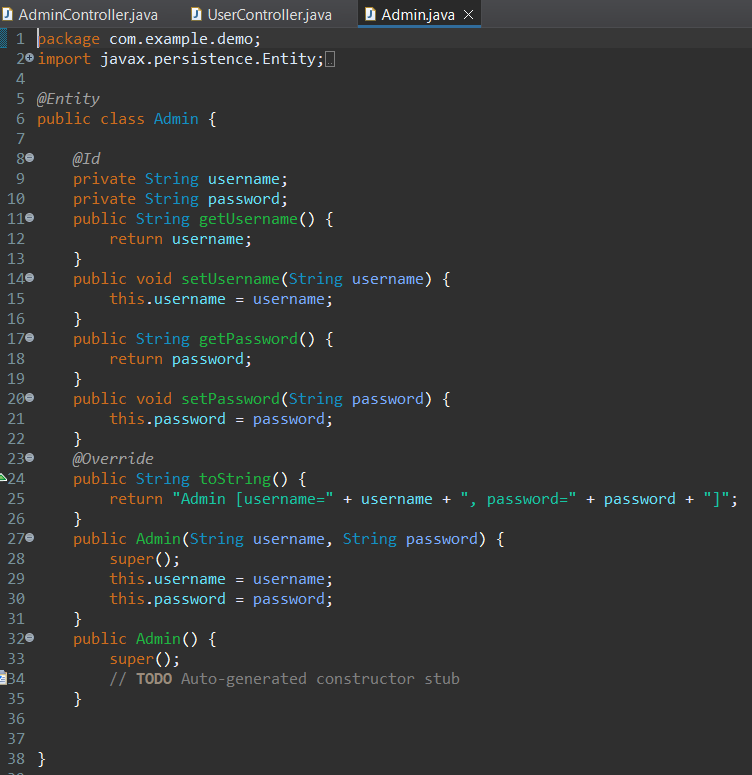 AdminController.java UserController.java Admin.java
1 package com.example.demo;
2 import javax.persistence.Entity;
4
5 @Entity
6 public class Admin {
7
8 @Id
9 private String username;
10 private String password;
11 public String getUsername() {
12 return username;
13 }
14 public void setUsername(String username) {
15 this.username = username;
16 }
17 public String getPassword() {
18 return password;
19 }
20 public void setPassword(String password) {
21 this.password = password;
22 }
23 @Override
24 public String toString() {
25 return "Admin [username=" + username + ", password=" + password + "]";
26 }
27 public Admin(String username, String password) {
28 super();
29 this.username = username;
30 this.password = password;
31 }
32 public Admin() {
33 super();
34 // TODO Auto-generated constructor stub
35 }
36
37
38 }